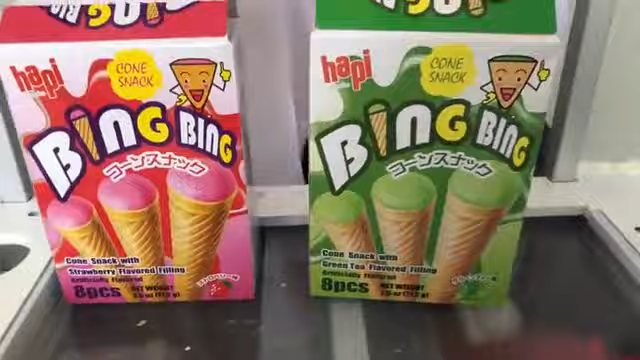 hapi
CONE
SNACK
BING BING
コーンスナック
Cone Snack with
Strawberry Flavored Filling
Artificially Flavored
8pcs
NET WEIGHT
hapi
CONE
SNACK
BING BING
コーンスナック
Cone Snack with
Green Tea Flavored Filling
Artificially Flavored
8pcs
NET WEIGHT